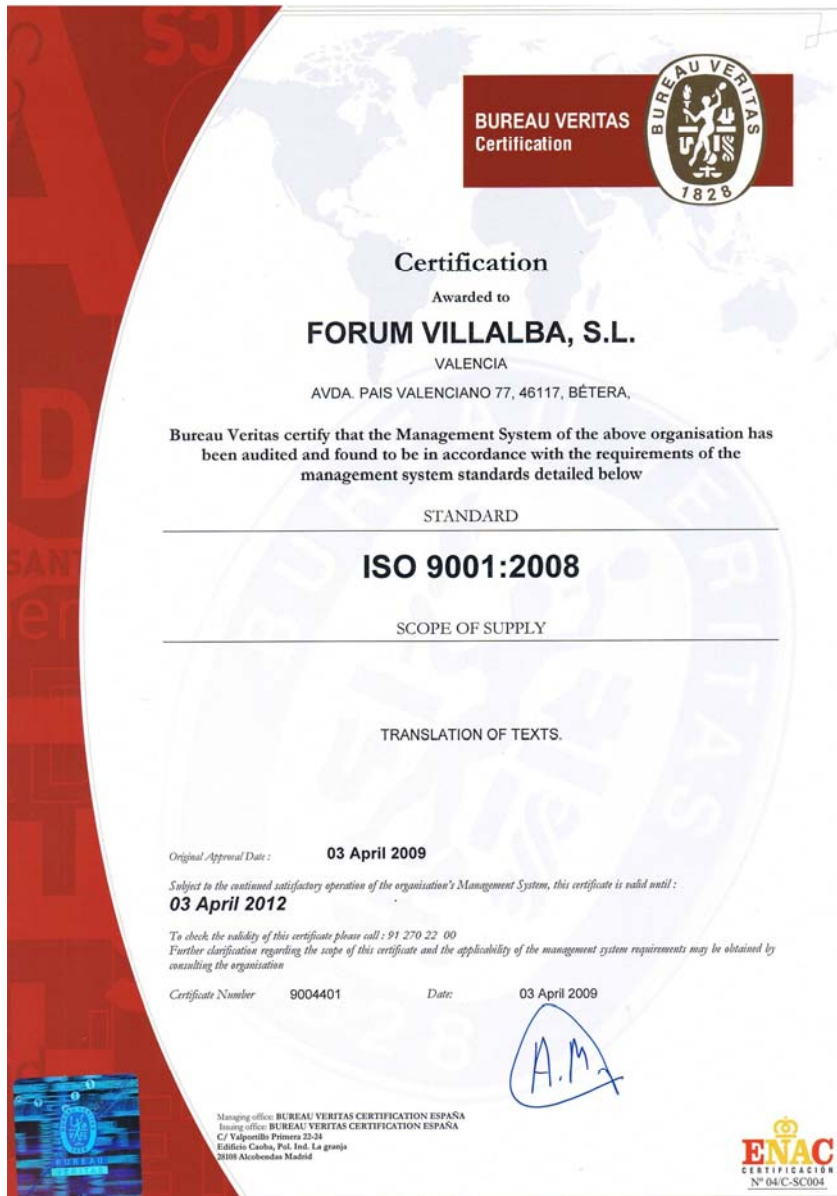 BUREAU VERITAS
Certification
BUREAU VERITAS
1828
Certification
Awarded to
FORUM VILLALBA, S.L.
VALENCIA
AVDA. PAIS VALENCIANO 77, 46117, BÉTERA,
Bureau Veritas certify that the Management System of the above organisation has
been audited and found to be in accordance with the requirements of the
management system standards detailed below
STANDARD
ISO 9001:2008
SCOPE OF SUPPLY
TRANSLATION OF TEXTS.
Original Approval Date : 03 April 2009
Subject to the continued satisfactory operation of the organisation's Management System, this certificate is valid until :
03 April 2012
To check the validity of this certificate please call : 91 270 22 00
Further clarification regarding the scope of this certificate and the applicability of the management system requirements may be obtained by
consulting the organisation
Certificate Number 9004401 Date: 03 April 2009
A.M.
Managing office: BUREAU VERITAS CERTIFICATION ESPAÑA
Issuing office: BUREAU VERITAS CERTIFICATION ESPAÑA
C/ Valportillo Primera 22-24
Edificio Caoba, Pol. Ind. La granja
28108 Alcobendas Madrid
BUREAU
VERITAS
ENAC
CERTIFICACIÓN
Nº 04/C-SC004